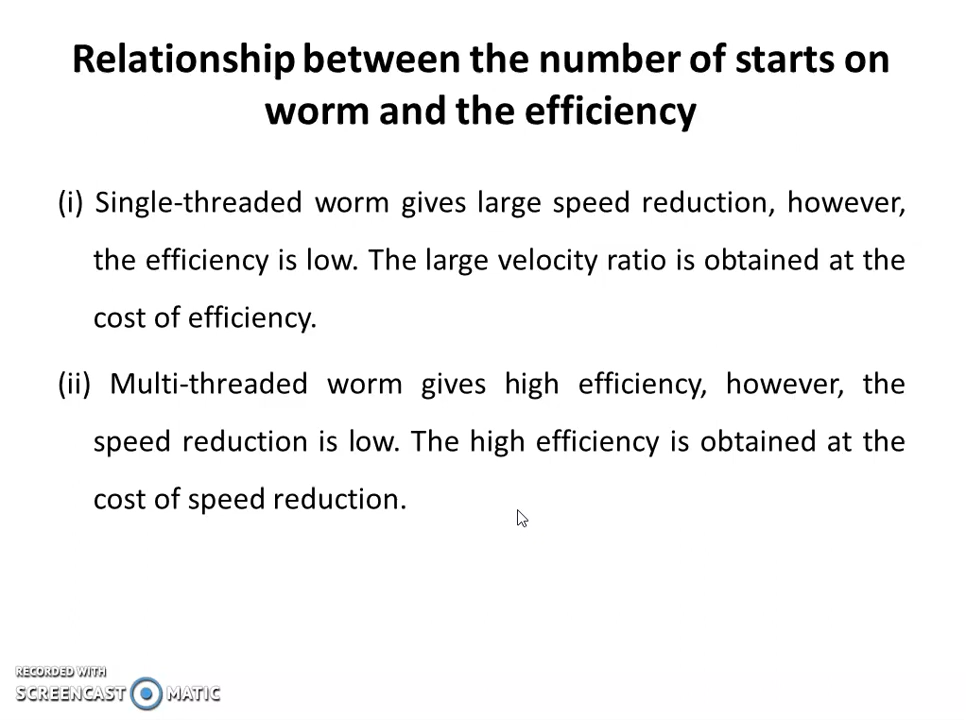 Relationship between the number of starts on
worm and the efficiency
(i) Single-threaded worm gives large speed reduction, however,
the efficiency is low. The large velocity ratio is obtained at the
cost of efficiency.
(ii) Multi-threaded worm gives high efficiency, however, the
speed reduction is low. The high efficiency is obtained at the
cost of speed reduction.
RECORDED WITH
SCREENCAST MATIC